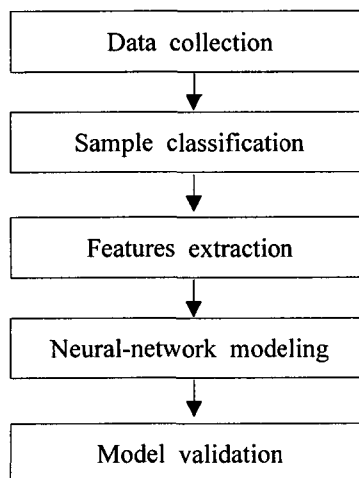 Data collection
Sample classification
Features extraction
Neural-network modeling
Model validation